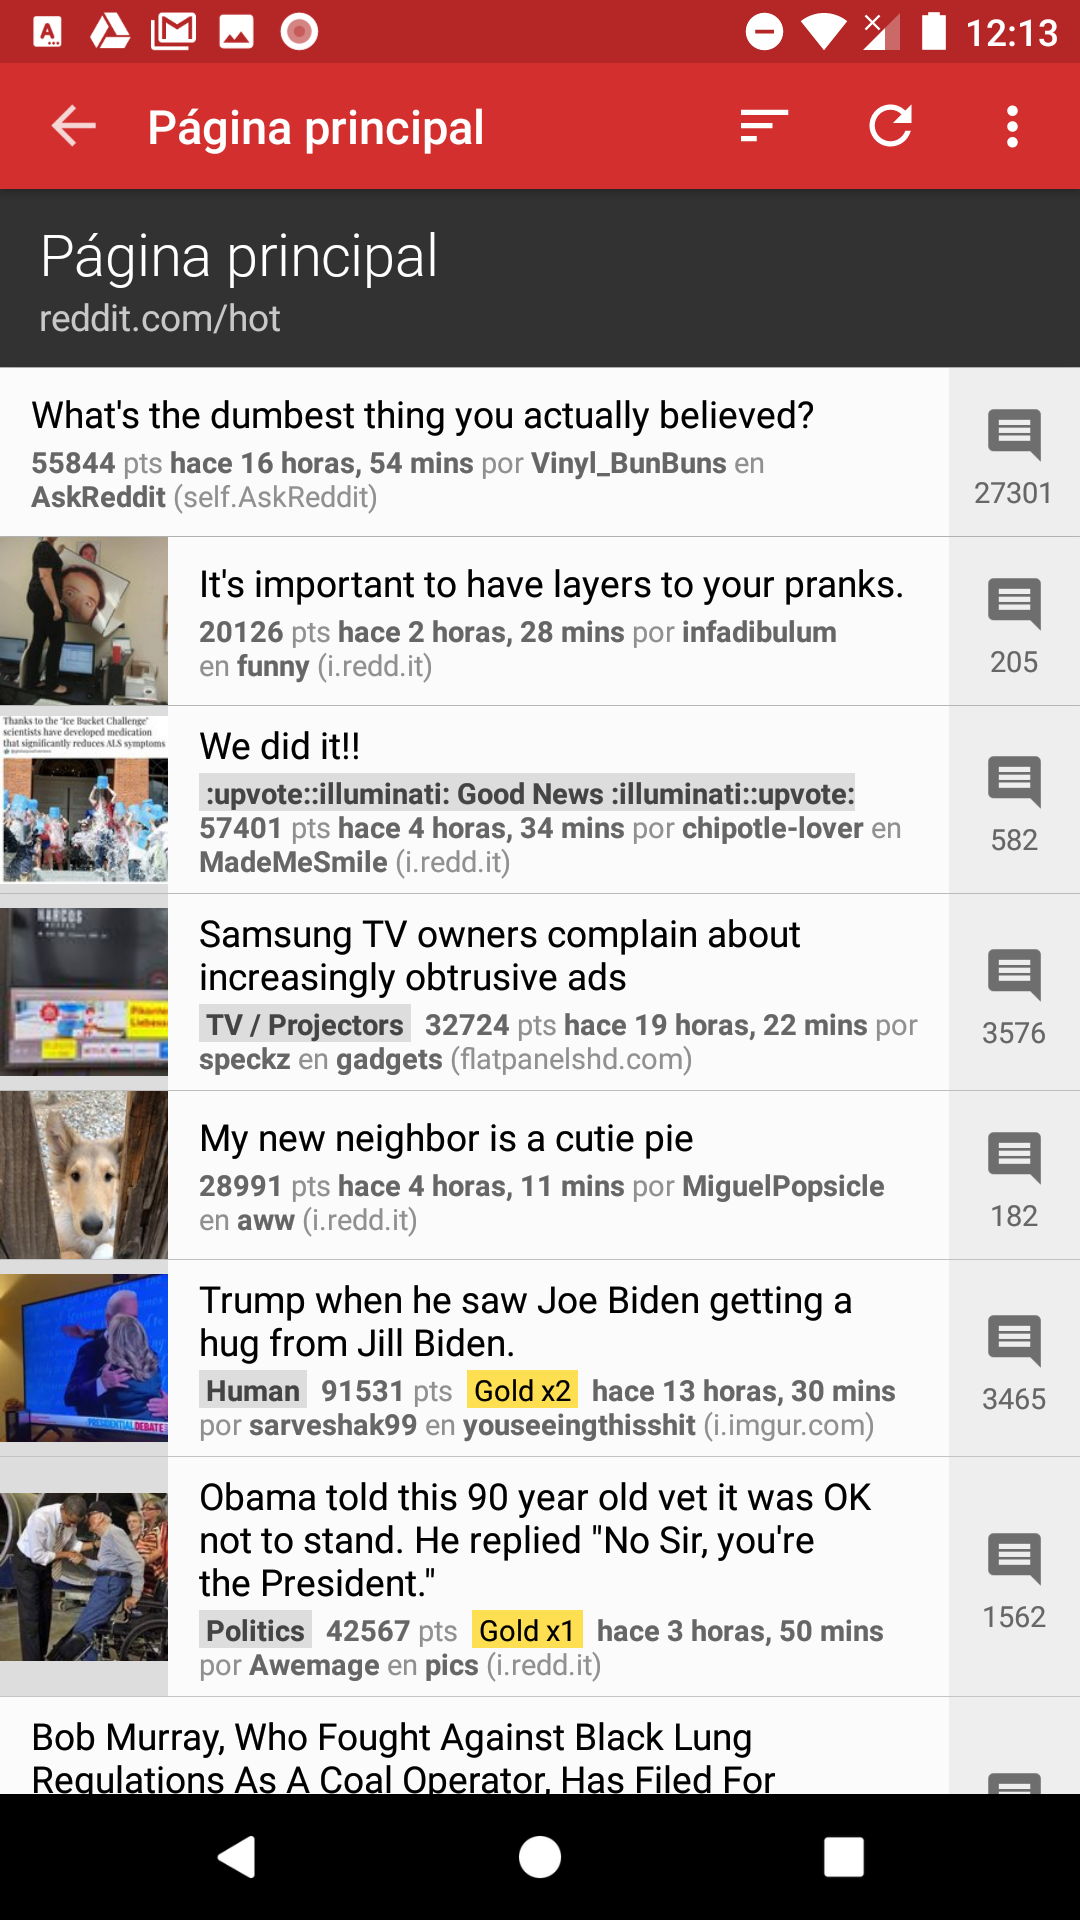 12:13
Página principal
Página principal
reddit.com/hot
What's the dumbest thing you actually believed?
55844 pts hace 16 horas, 54 mins por Vinyl_BunBuns en
AskReddit (self.AskReddit)
27301
It's important to have layers to your pranks.
20126 pts hace 2 horas, 28 mins por infadibulum
en funny (i.redd.it)
205
Thanks to the 'Ice Bucket Challenge'
scientists have developed medication
that significantly reduces ALS symptoms
We did it!!
:upvote::illuminati: Good News :illuminati::upvote:
57401 pts hace 4 horas, 34 mins por chipotle-lover en
MadeMeSmile (i.redd.it)
582
NARCOS
Samsung TV owners complain about
increasingly obtrusive ads
TV / Projectors 32724 pts hace 19 horas, 22 mins por
speckz en gadgets (flatpanelshd.com)
3576
My new neighbor is a cutie pie
28991 pts hace 4 horas, 11 mins por MiguelPopsicle
en aww (i.redd.it)
182
PRESIDENTIAL DEBATE
Trump when he saw Joe Biden getting a
hug from Jill Biden.
Human 91531 pts Gold x2 hace 13 horas, 30 mins
por sarveshak99 en youseeingthisshit (i.imgur.com)
3465
Obama told this 90 year old vet it was OK
not to stand. He replied "No Sir, you're
the President."
Politics 42567 pts Gold x1 hace 3 horas, 50 mins
por Awemage en pics (i.redd.it)
1562
Bob Murray, Who Fought Against Black Lung
Regulations As A Coal Operator, Has Filed For